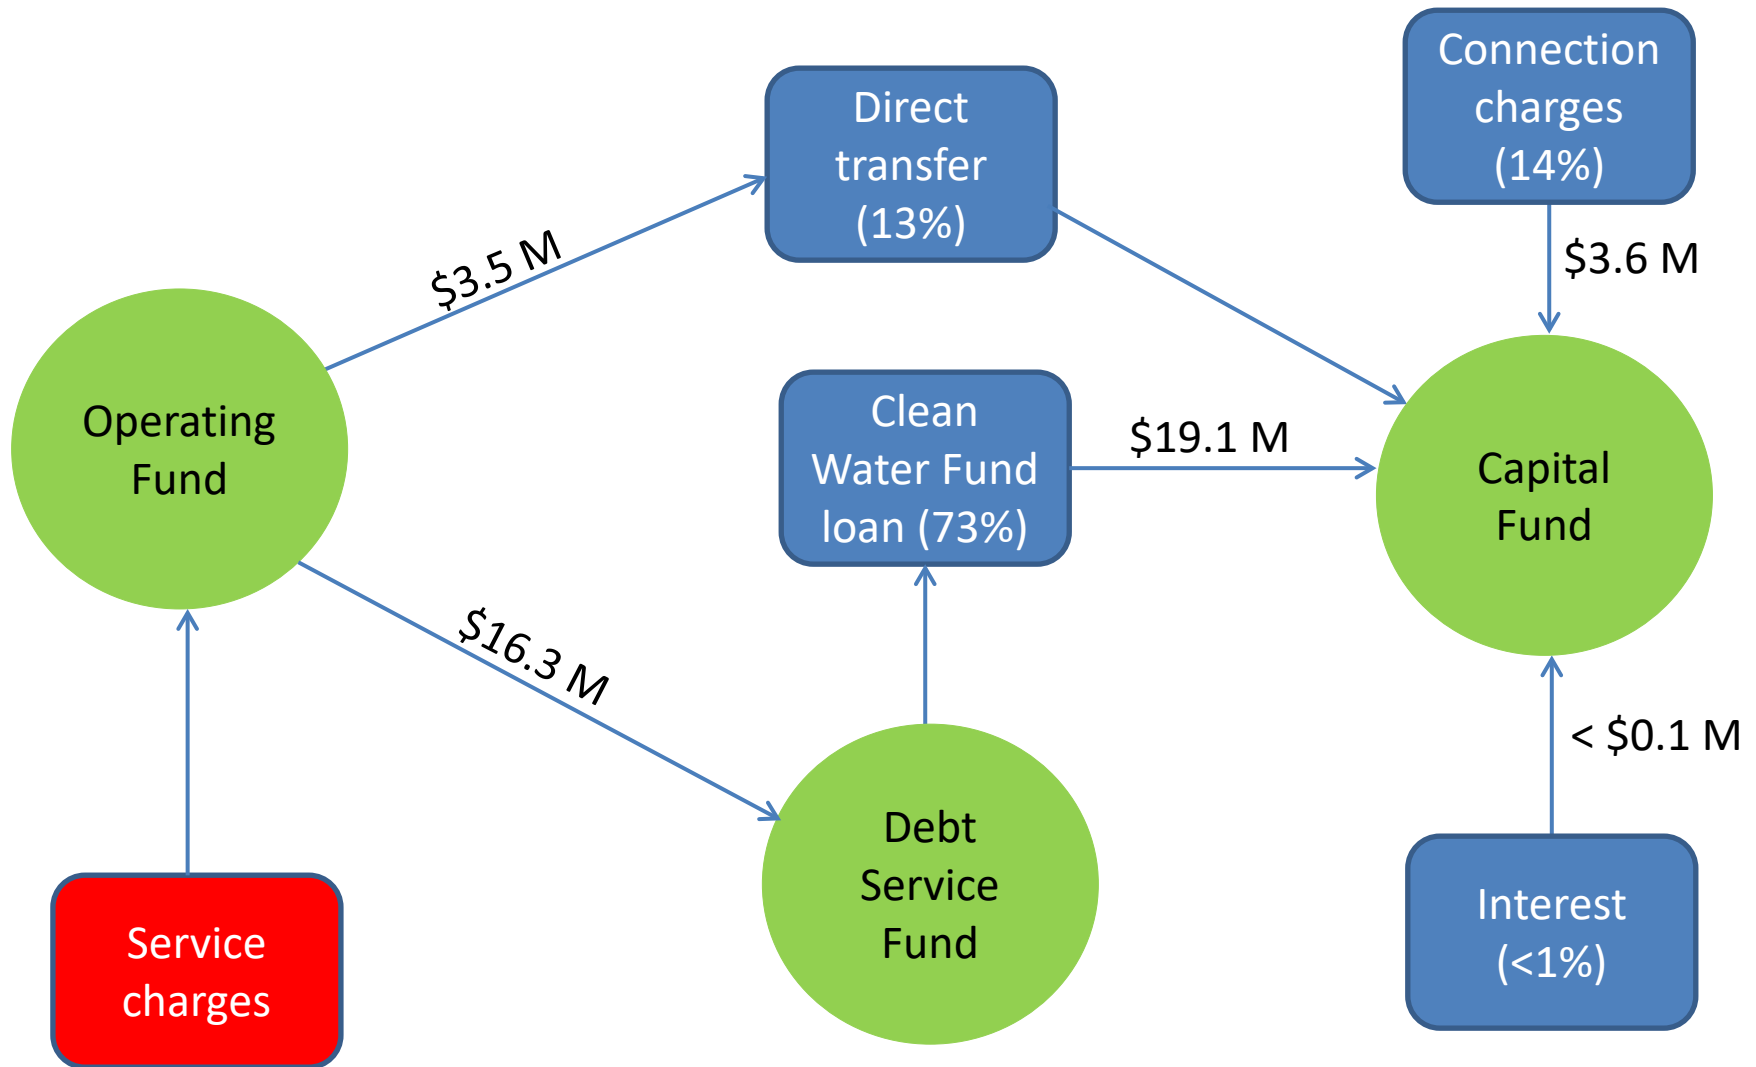 Connection
charges
(14%)
Direct
transfer
(13%)
$3.5 M
$3.6 M
Operating
Fund
Clean
Water Fund
loan (73%)
$19.1 M
Capital
Fund
$16.3 M
< $0.1 M
Debt
Service
Fund
Service
charges
Interest
(<1%)